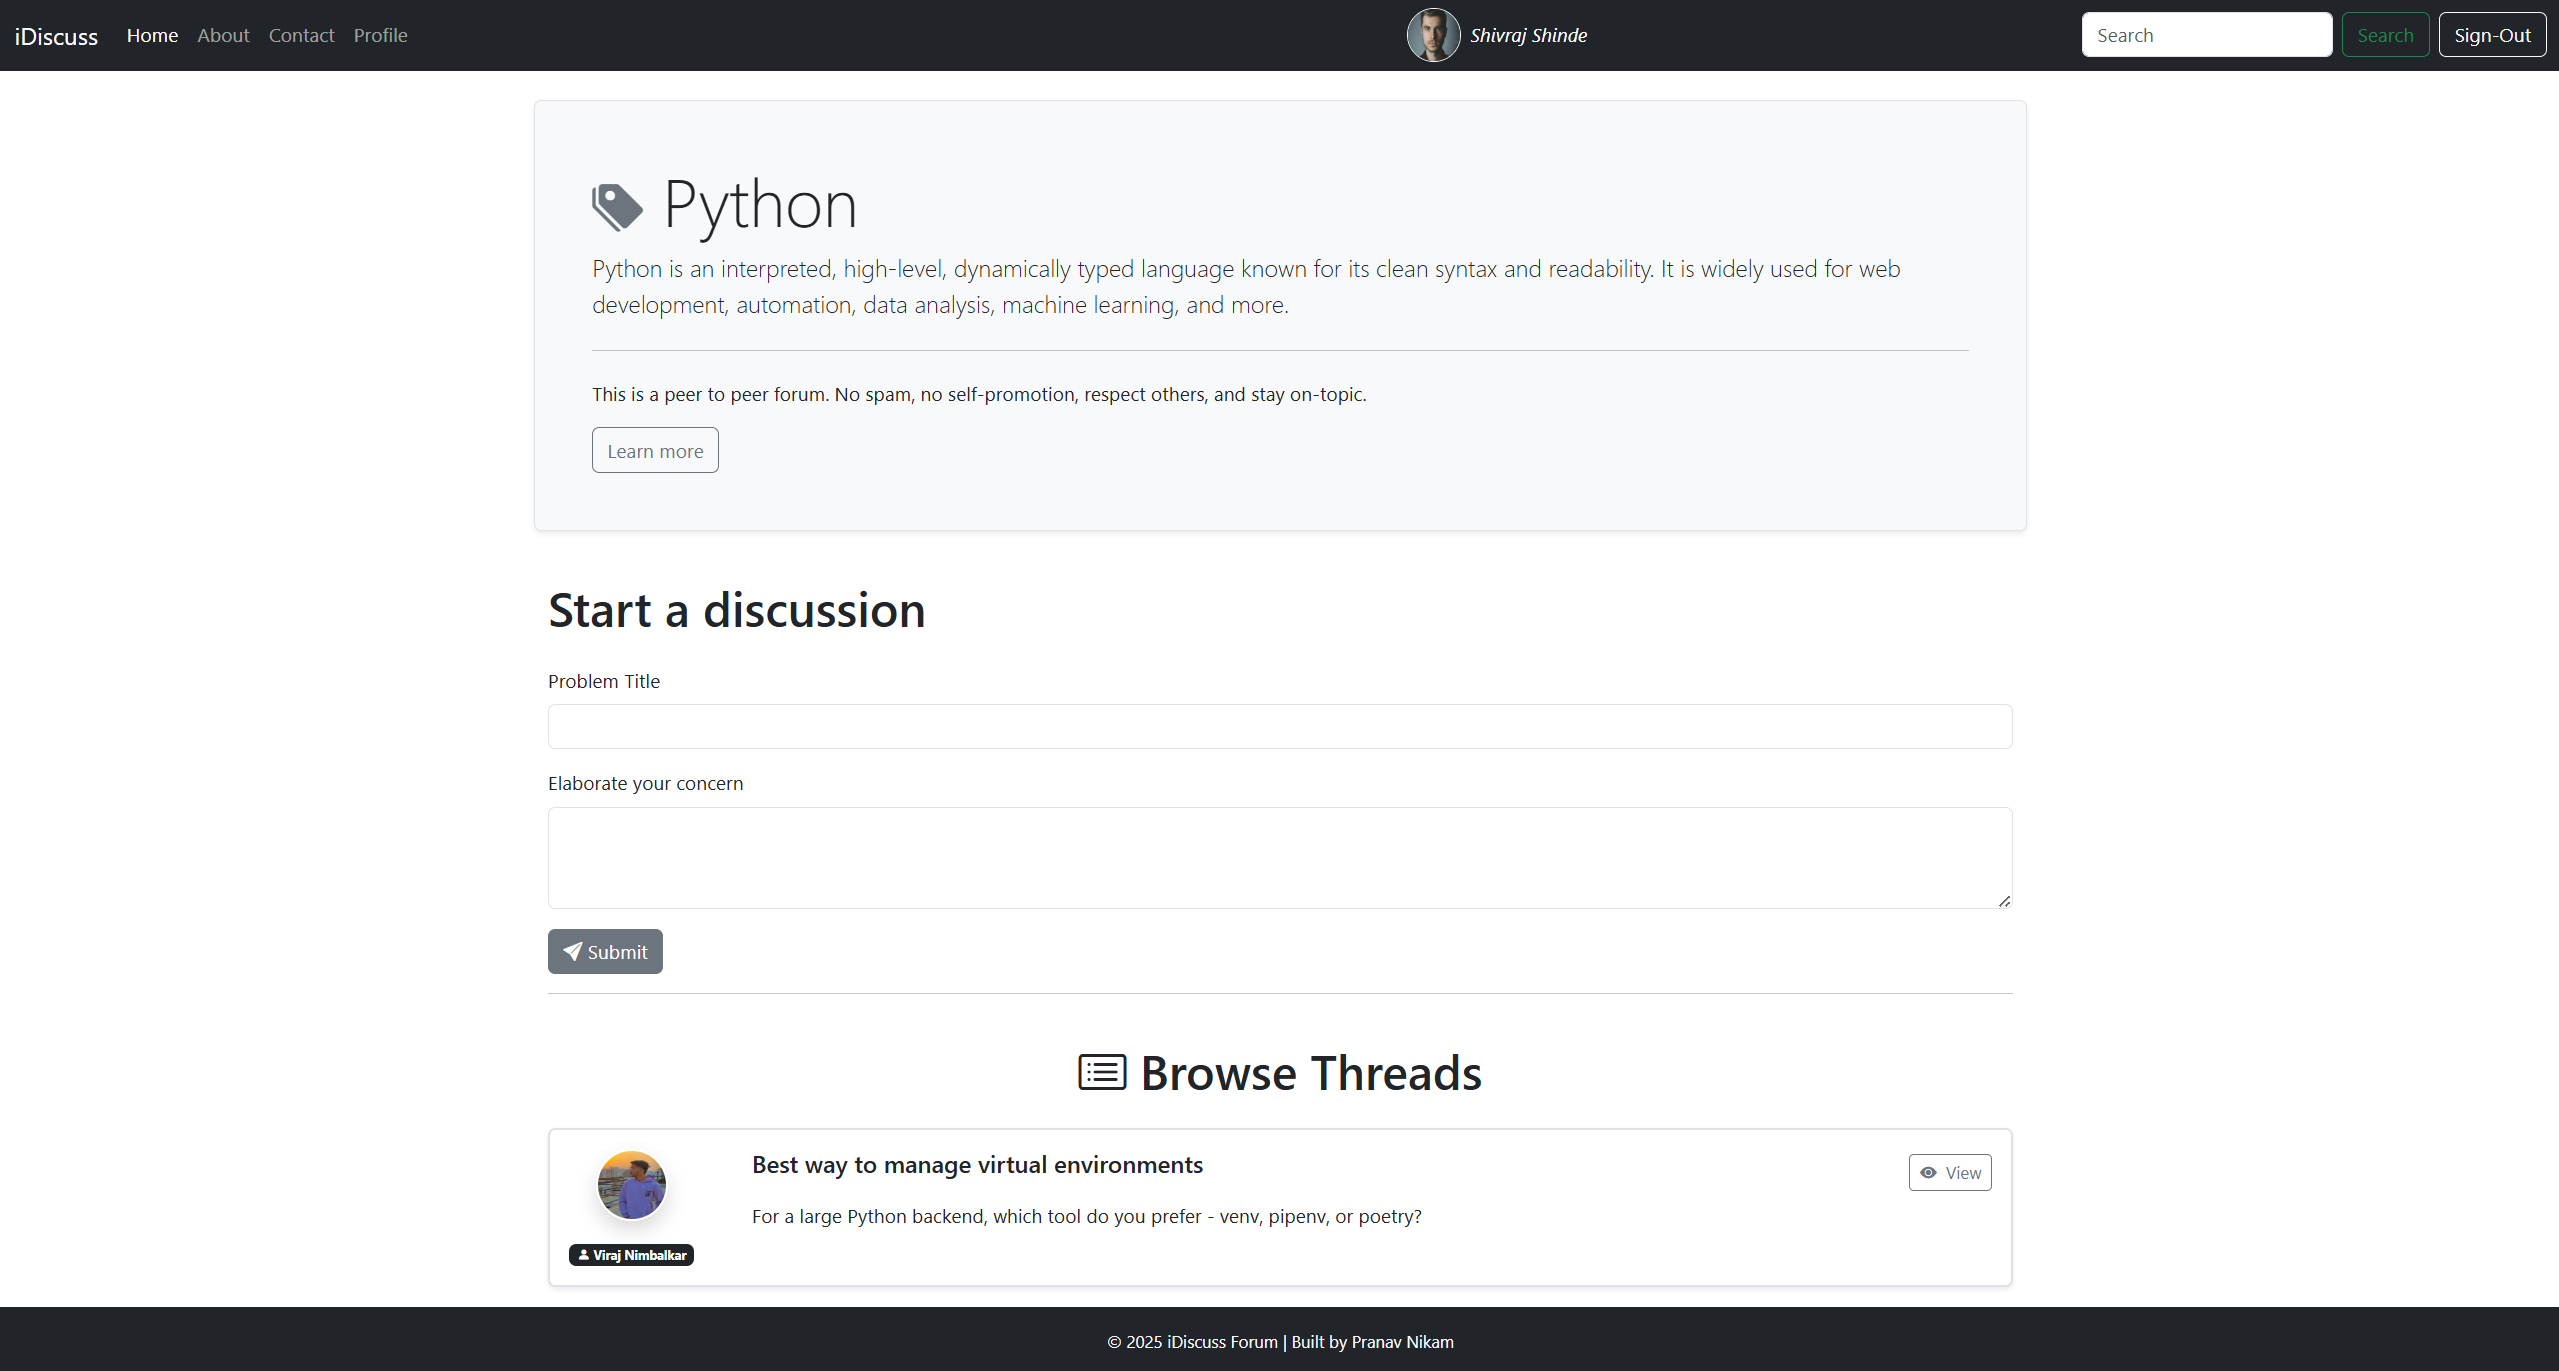 iDiscuss Home About Contact Profile Shivraj Shinde Search Search Sign-Out
Python
Python is an interpreted, high-level, dynamically typed language known for its clean syntax and readability. It is widely used for web
development, automation, data analysis, machine learning, and more.
This is a peer to peer forum. No spam, no self-promotion, respect others, and stay on-topic.
Learn more
Start a discussion
Problem Title
Elaborate your concern
Submit
Browse Threads
Best way to manage virtual environments
View
For a large Python backend, which tool do you prefer - venv, pipenv, or poetry?
Viraj Nimbalkar
© 2025 iDiscuss Forum | Built by Pranav Nikam